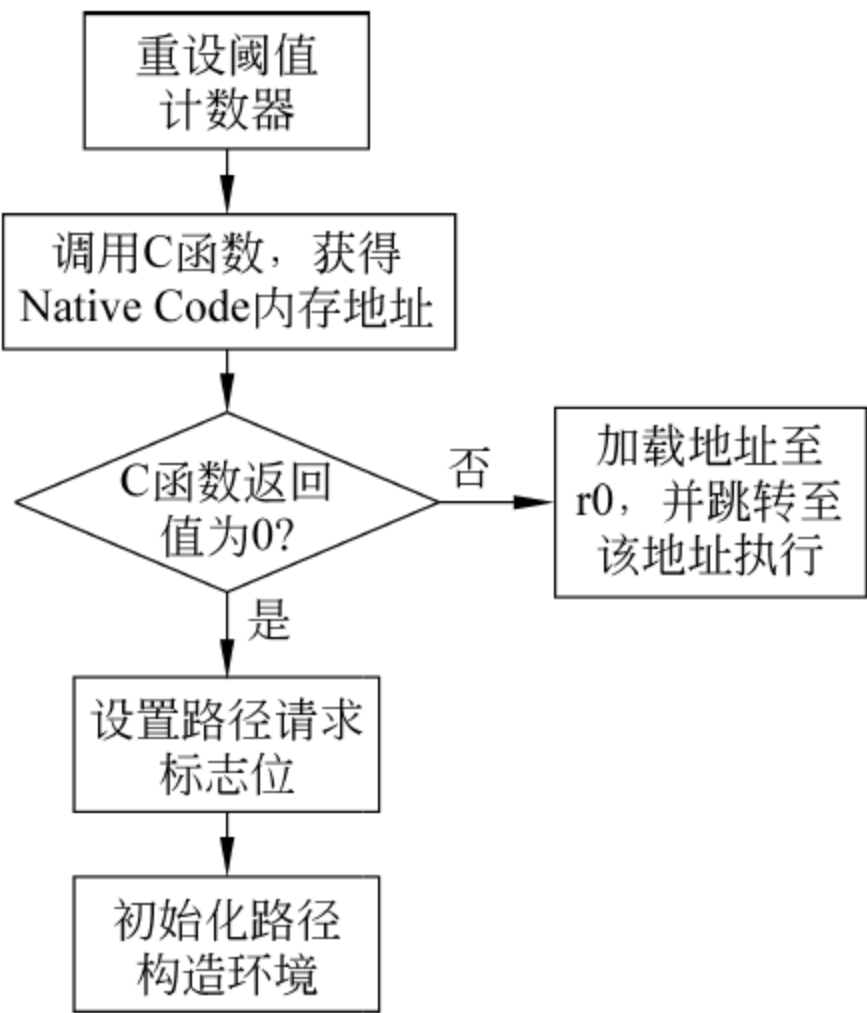 重设阈值
计数器
调用C函数，获得
Native Code内存地址
C函数返回
值为0?
否
加载地址至
r0，并跳转至
该地址执行
是
设置路径请求
标志位
初始化路径
构造环境